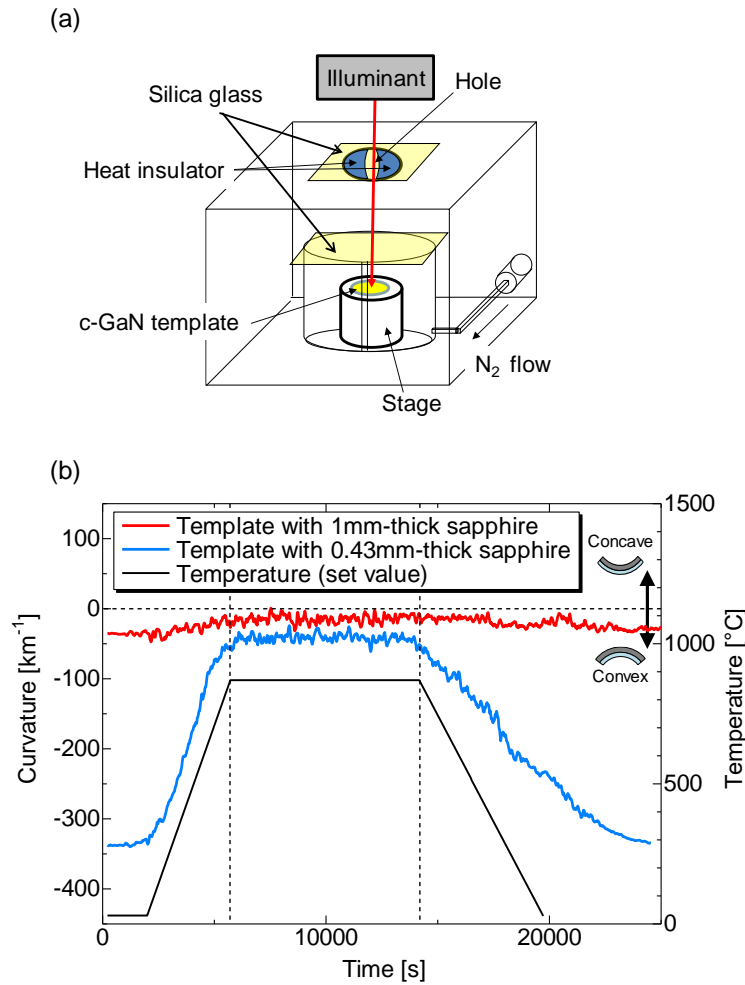 (a)
Illuminant
Hole
Silica glass
Heat insulator
c-GaN template
N₂ flow
Stage
(b)
Template with 1mm-thick sapphire
Template with 0.43mm-thick sapphire
Temperature (set value)
Concave
Convex
Curvature [km⁻¹]
100
0
-100
-200
-300
-400
Temperature [°C]
1500
1000
500
0
0
10000
20000
Time [s]